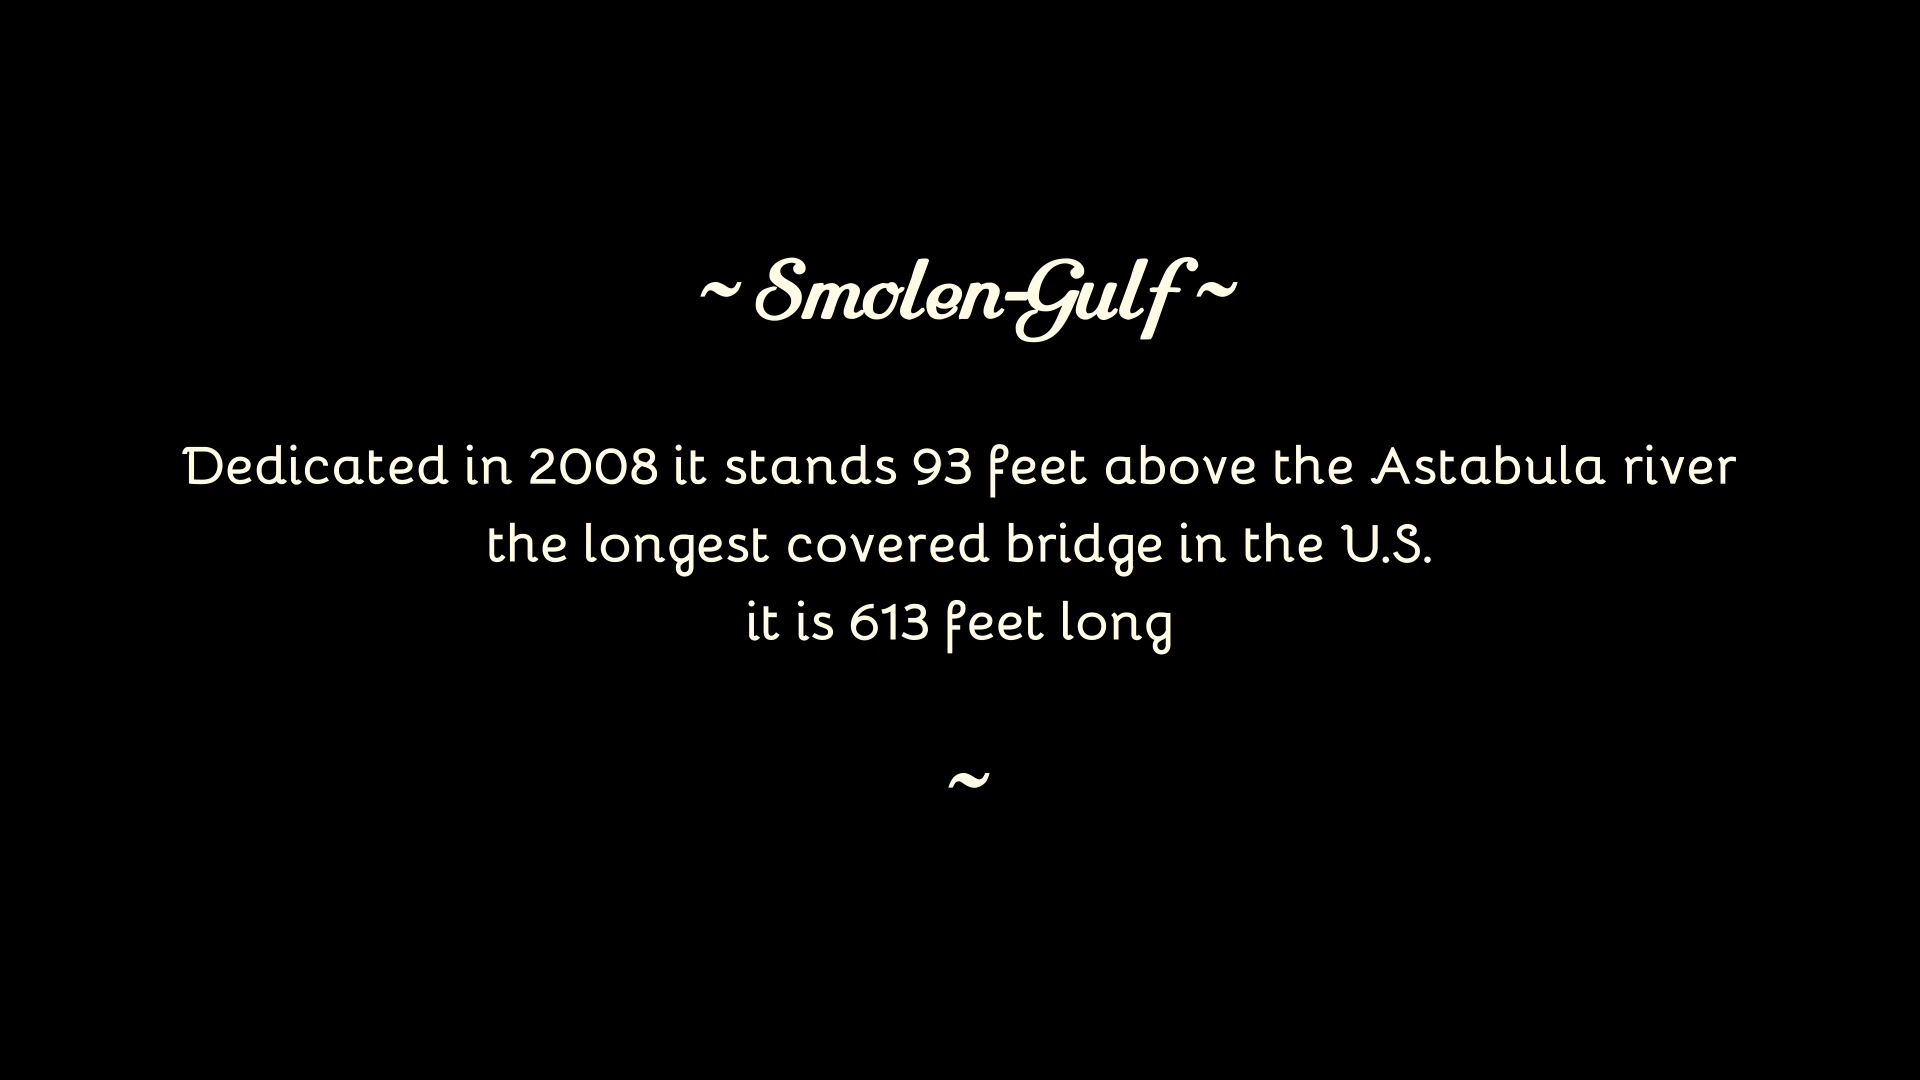 ~ Smolen-Gulf ~
Dedicated in 2008 it stands 93 feet above the Astabula river
the longest covered bridge in the U.S.
it is 613 feet long
~